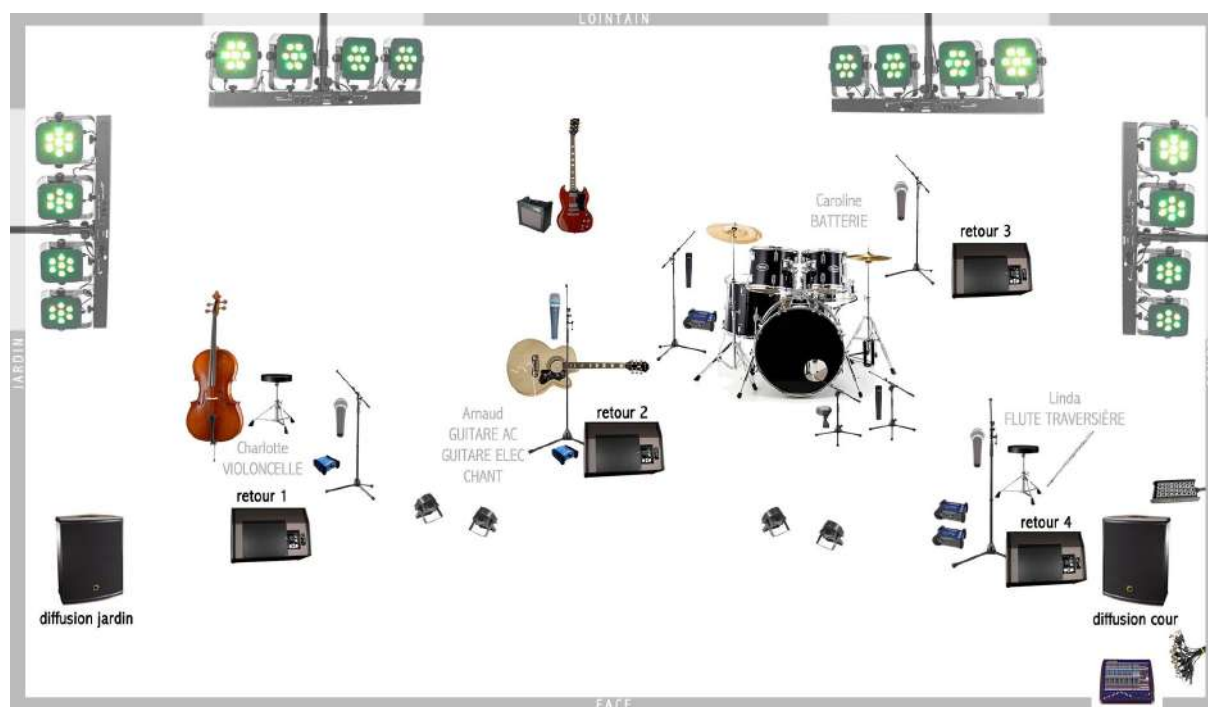 LOINTAIN
Caroline
BATTERIE
retour 3
JARDIN
Arnaud
GUITARE AC
GUITARE ELEC
CHANT
retour 2
Linda
FLUTE TRAVERSIÈRE
Charlotte
VIOLONCELLE
retour 1
retour 4
diffusion jardin
diffusion cour
FACE